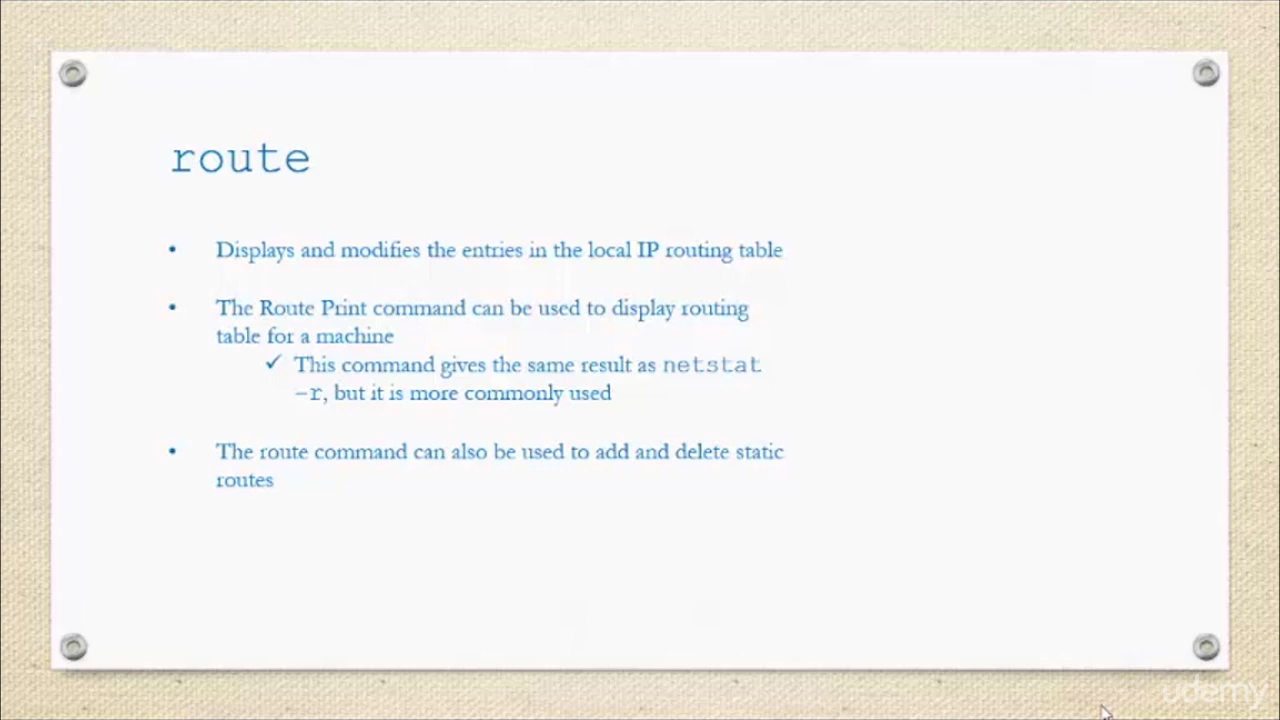 route
• Displays and modifies the entries in the local IP routing table
• The Route Print command can be used to display routing
table for a machine
✓ This command gives the same result as netstat
–r, but it is more commonly used
• The route command can also be used to add and delete static
routes
udemy